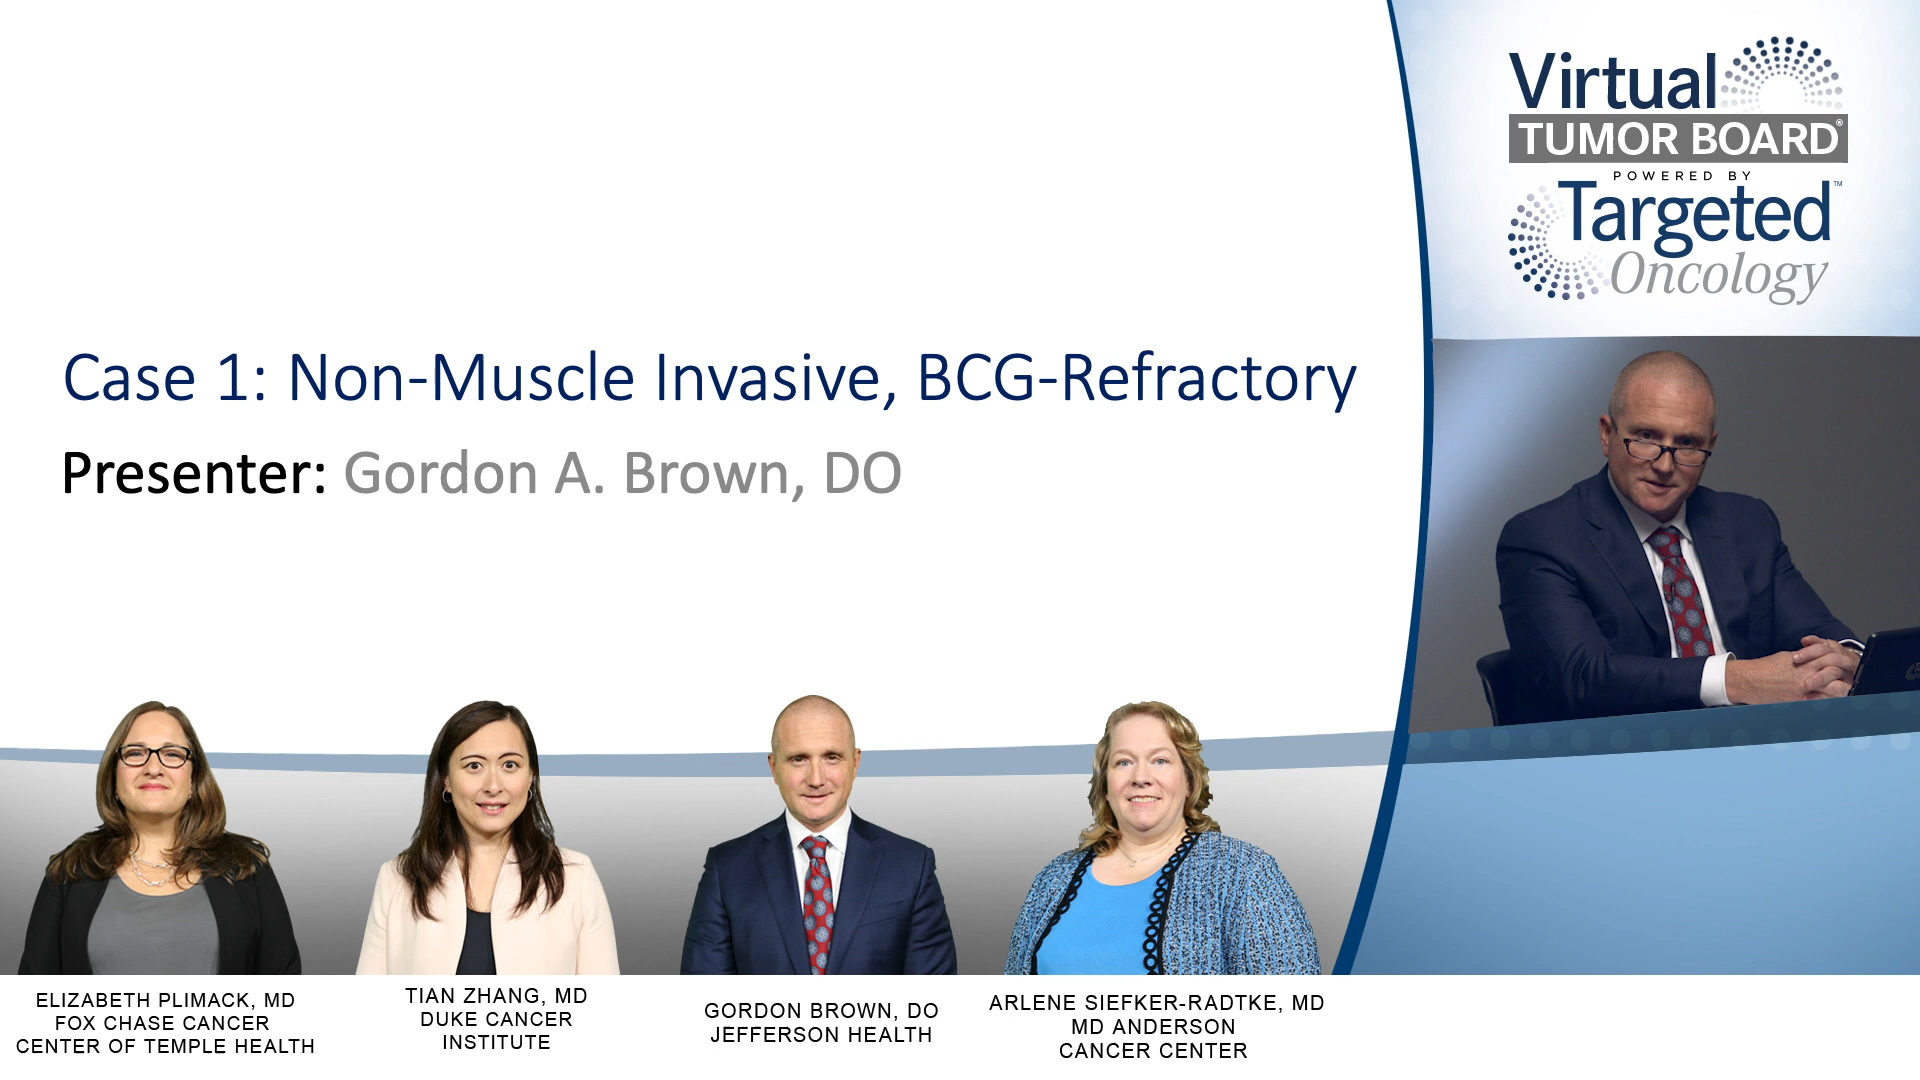 Virtual
TUMOR BOARD®
POWERED BY
Targeted™
Oncology
Case 1: Non-Muscle Invasive, BCG-Refractory
Presenter: Gordon A. Brown, DO
ELIZABETH PLIMACK, MD
FOX CHASE CANCER
CENTER OF TEMPLE HEALTH
TIAN ZHANG, MD
DUKE CANCER
INSTITUTE
GORDON BROWN, DO
JEFFERSON HEALTH
ARLENE SIEFKER-RADTKE, MD
MD ANDERSON
CANCER CENTER